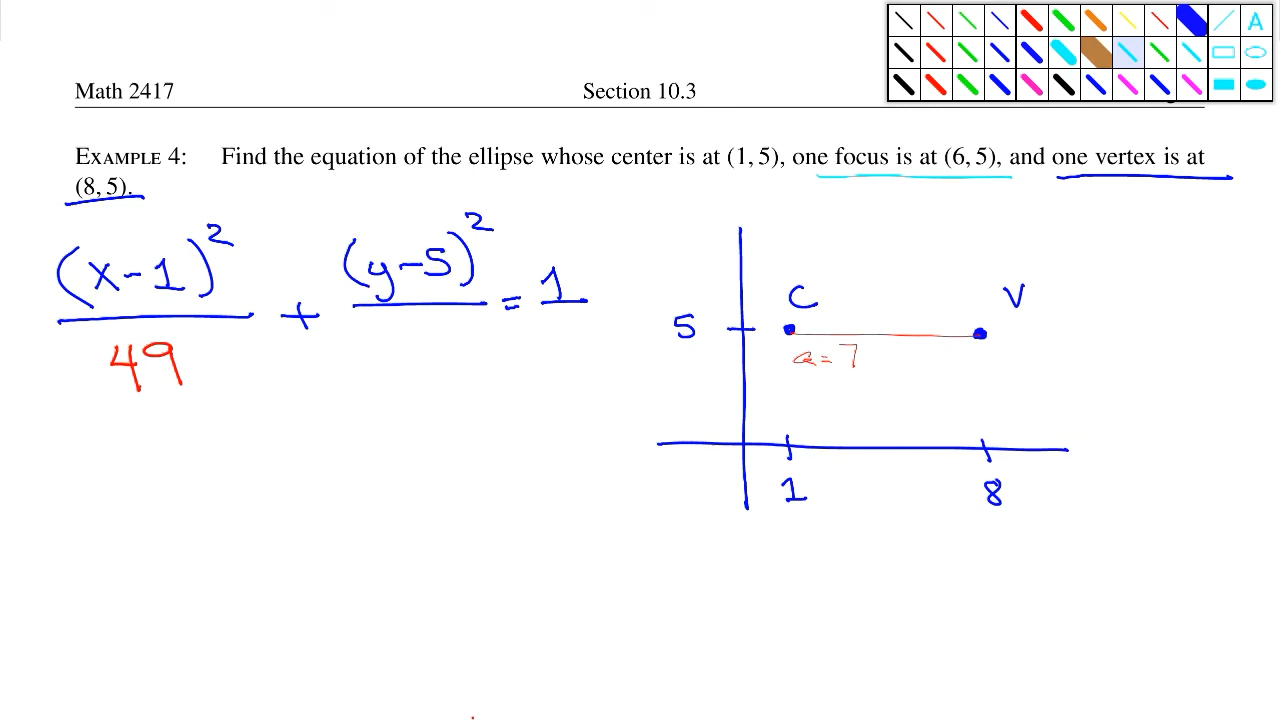 A
Math 2417 Section 10.3
EXAMPLE 4: Find the equation of the ellipse whose center is at (1, 5), one focus is at (6, 5), and one vertex is at
(8, 5).
(x-1)² / 49 + (y-5)² / = 1
C V
5
a = 7
1 8